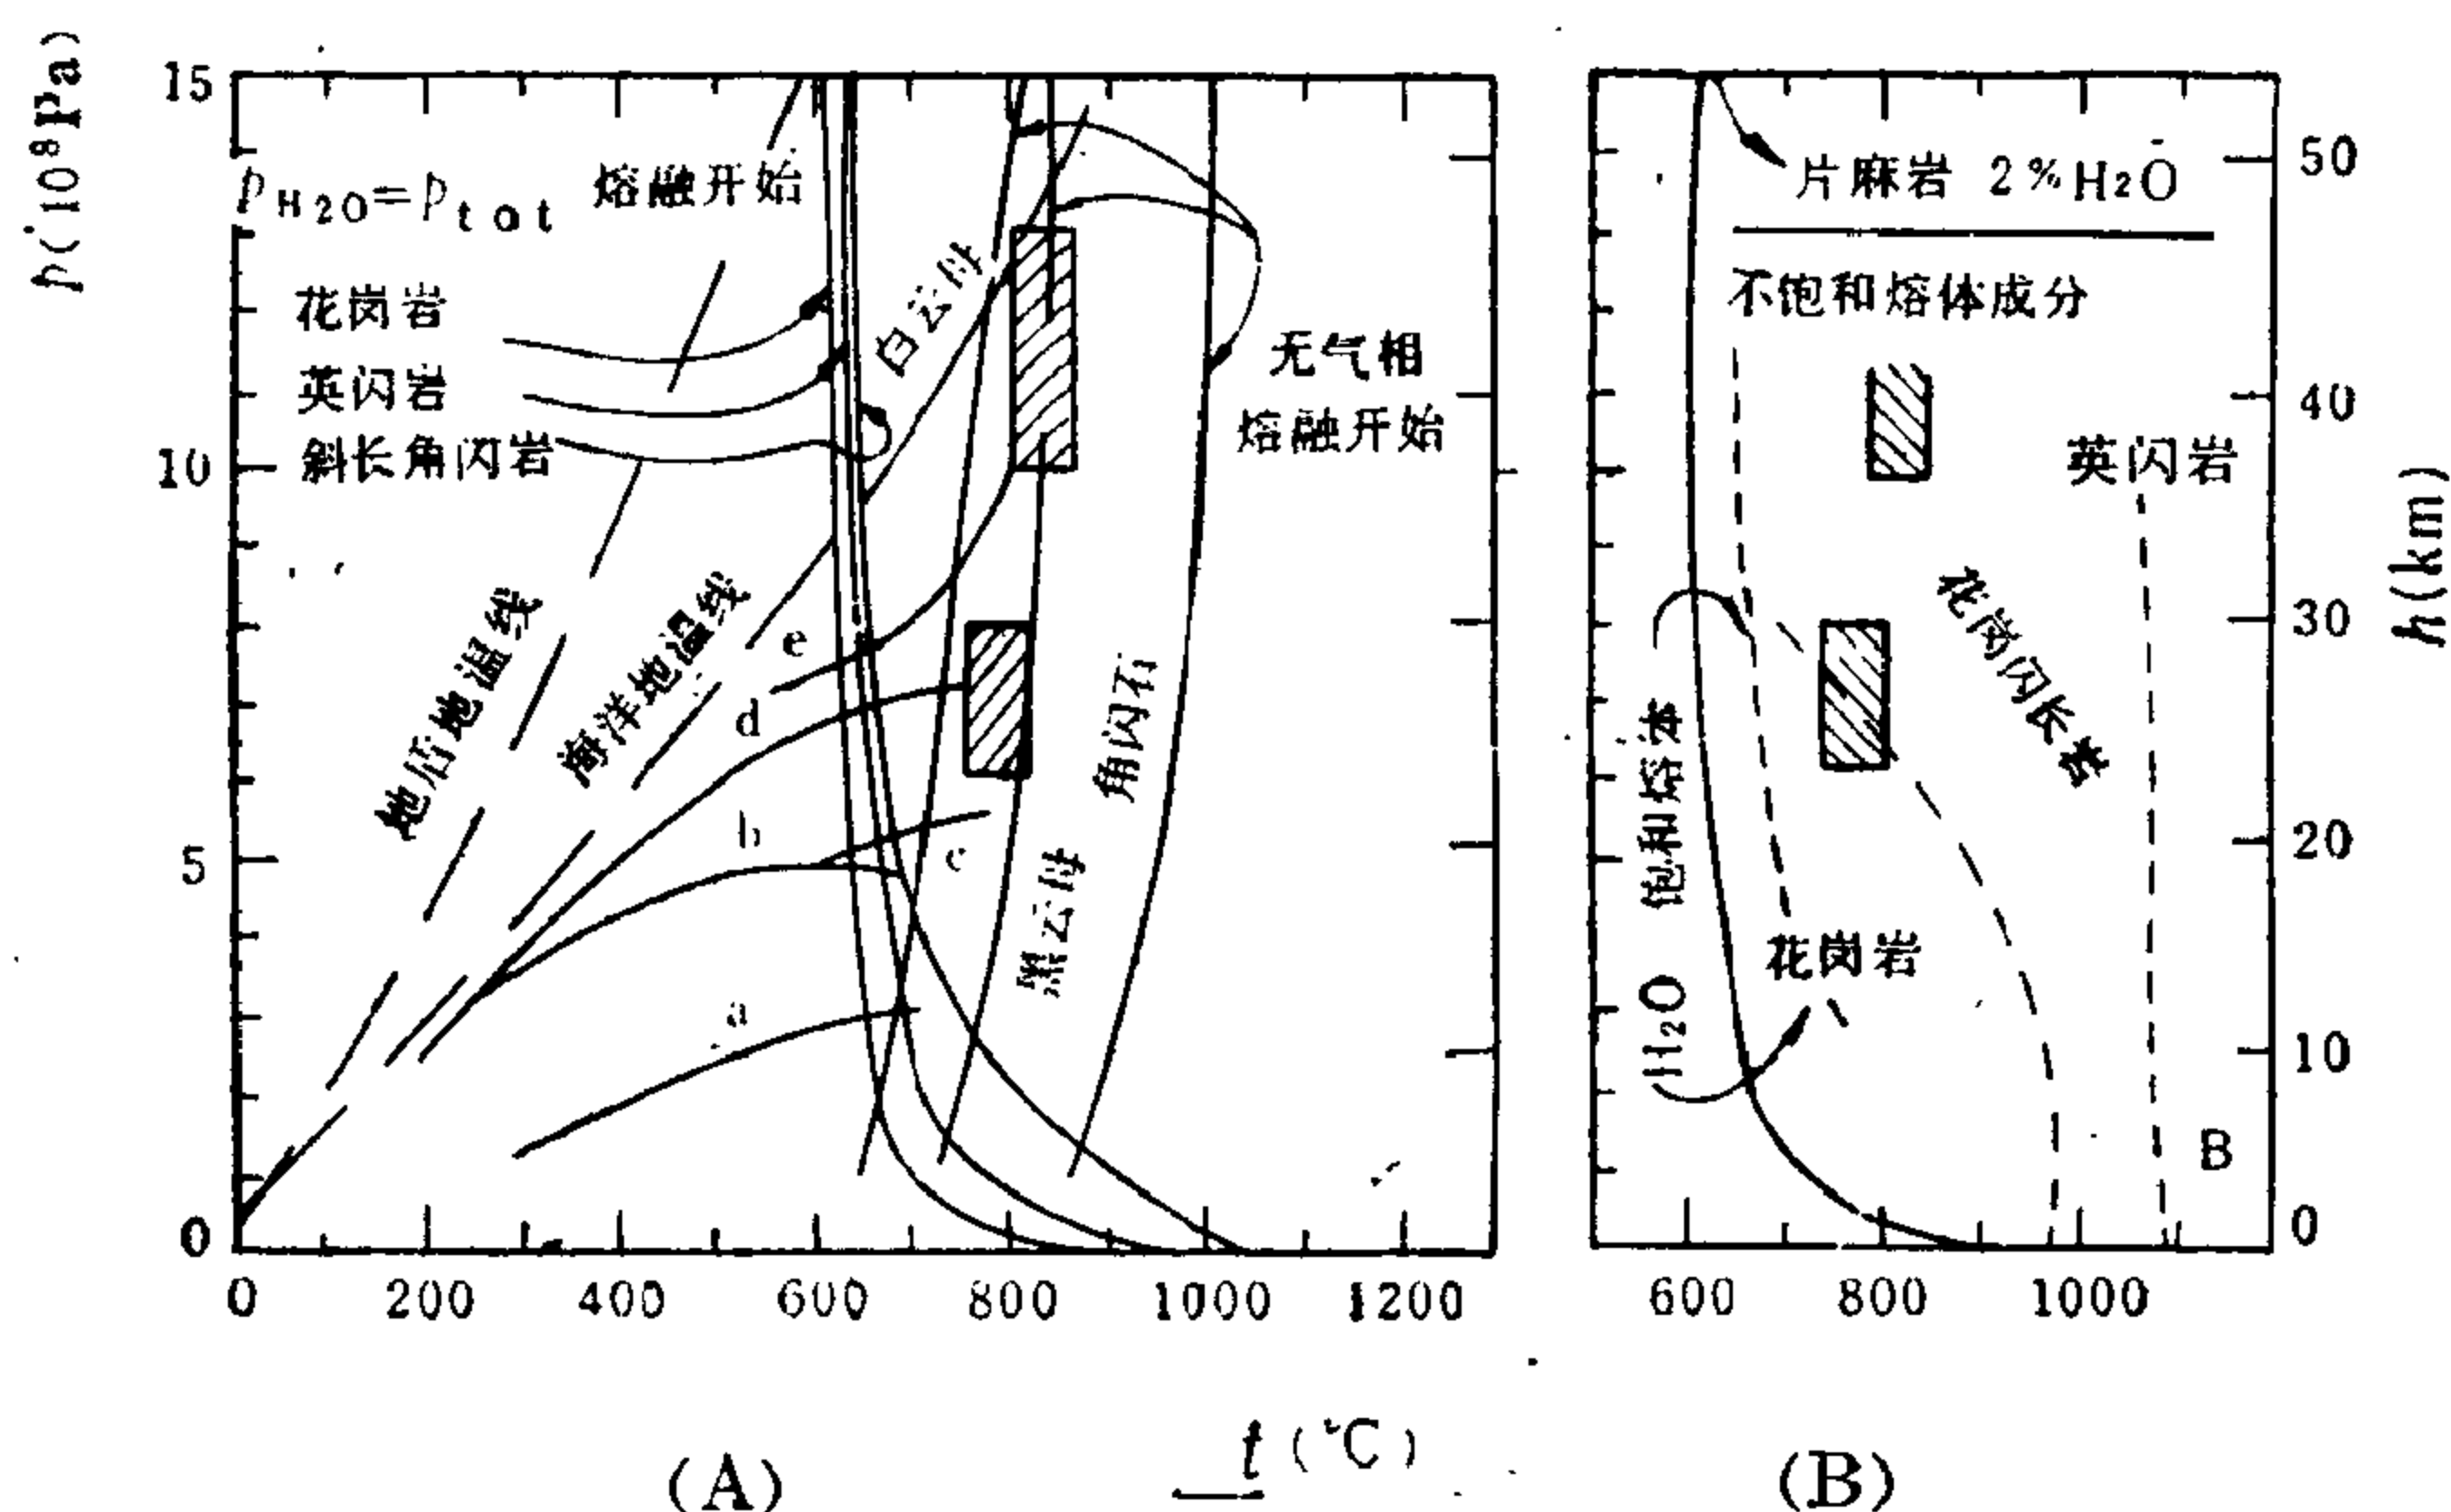 p(10⁸Pa)
15
10
5
0
pH₂O=ptot
熔融开始
花岗岩
英闪岩
斜长角闪岩
地盾地温线
海洋地温线
白云母
黑云母
角闪石
无气相
熔融开始
a
b
c
d
e
0 200 400 600 800 1000 1200
(A)
t(℃)
片麻岩 2%H₂O
不饱和熔体成分
英闪岩
花岗闪长岩
花岗岩
H₂O 饱和熔体
B
50
40
30
20
10
0
h(km)
600 800 1000
(B)